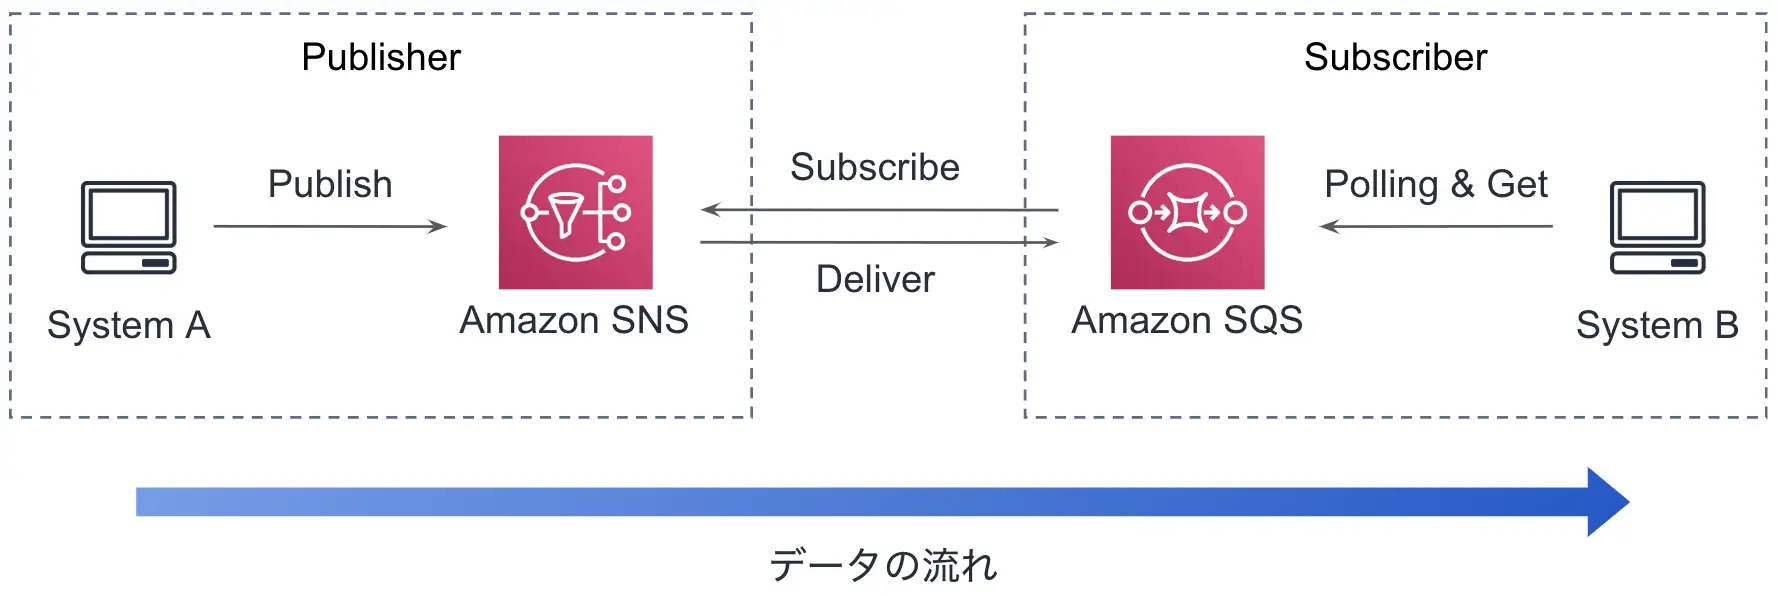 Publisher
Subscriber
Publish
Subscribe
Polling & Get
Deliver
System A
Amazon SNS
Amazon SQS
System B
データの流れ